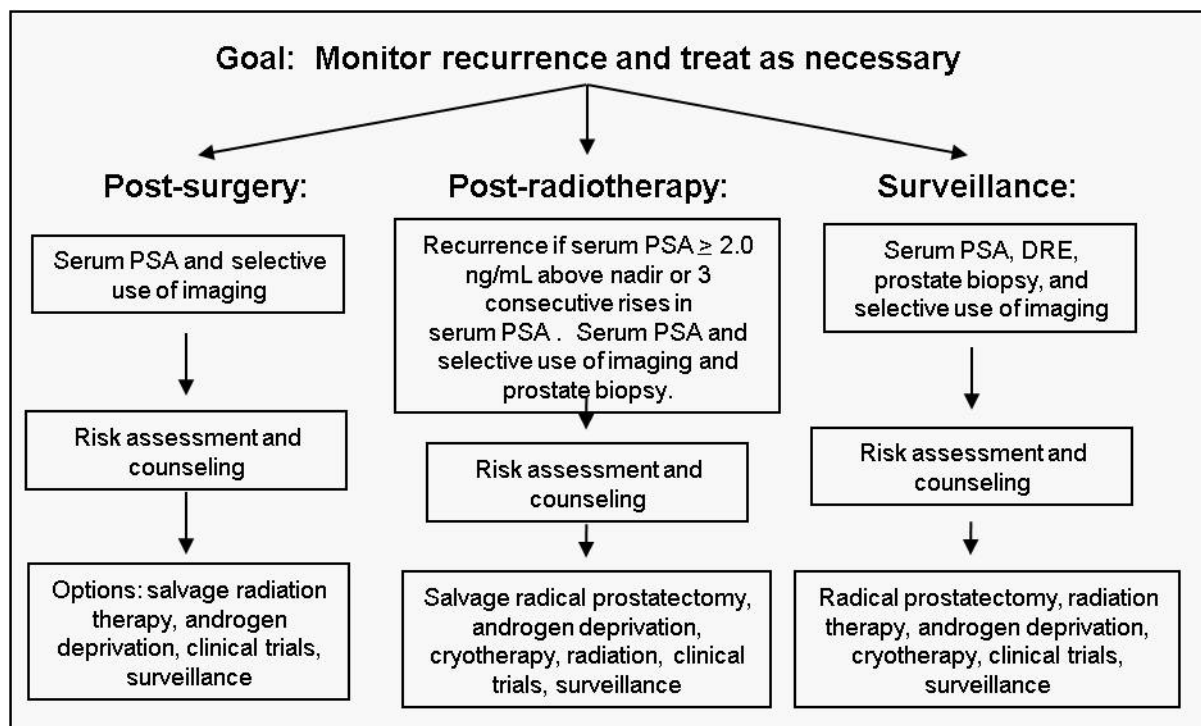 Goal: Monitor recurrence and treat as necessary
Post-surgery:
Serum PSA and selective
use of imaging
Risk assessment and
counseling
Options: salvage radiation
therapy, androgen
deprivation, clinical trials,
surveillance
Post-radiotherapy:
Recurrence if serum PSA ≥ 2.0
ng/mL above nadir or 3
consecutive rises in
serum PSA . Serum PSA and
selective use of imaging and
prostate biopsy.
Risk assessment and
counseling
Salvage radical prostatectomy,
androgen deprivation,
cryotherapy, radiation, clinical
trials, surveillance
Surveillance:
Serum PSA, DRE,
prostate biopsy, and
selective use of imaging
Risk assessment and
counseling
Radical prostatectomy, radiation
therapy, androgen deprivation,
cryotherapy, clinical trials,
surveillance